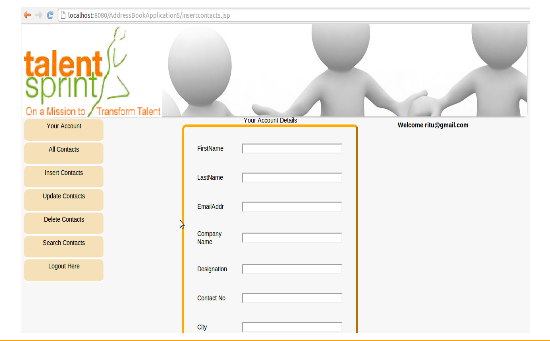 localhost:8080/AddressBookApplication5/insertcontacts.jsp
talent
sprint
On a Mission to Transform Talent
Your Account
All Contacts
Insert Contacts
Update Contacts
Delete Contacts
Search Contacts
Logout Here
Your Account Details
Welcome ritu@gmail.com
FirstName
LastName
EmailAddr
Company
Name
Designation
Contact No
City